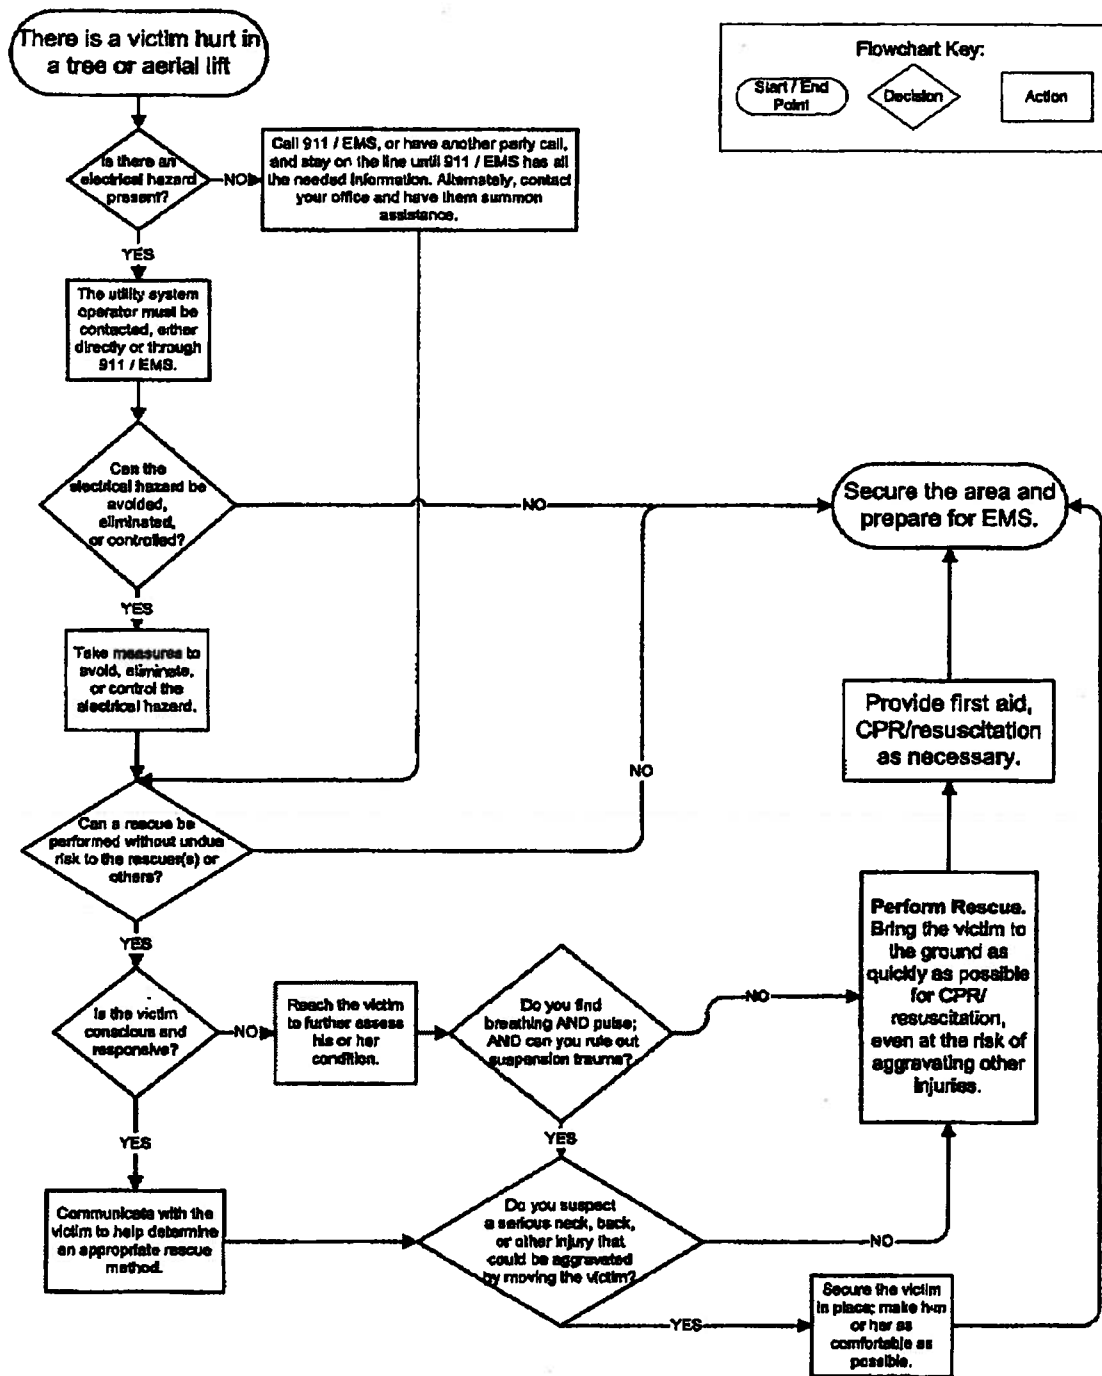 There is a victim hurt in
a tree or aerial lift
Flowchart Key:
Start / End
Point
Decision
Action
Is there an
electrical hazard
present?
NO
Call 911 / EMS, or have another party call,
and stay on the line until 911 / EMS has all
the needed information. Alternately, contact
your office and have them summon
assistance.
YES
The utility system
operator must be
contacted, either
directly or through
911 / EMS.
Can the
electrical hazard be
avoided,
eliminated,
or controlled?
NO
Secure the area and
prepare for EMS.
YES
Take measures to
avoid, eliminate,
or control the
electrical hazard.
Provide first aid,
CPR/resuscitation
as necessary.
NO
Can a rescue be
performed without undue
risk to the rescuer(s) or
others?
YES
Perform Rescue.
Bring the victim to
the ground as
quickly as possible
for CPR/
resuscitation,
even at the risk of
aggravating other
injuries.
Is the victim
conscious and
responsive?
NO
Reach the victim
to further assess
his or her
condition.
Do you find
breathing AND pulse;
AND can you rule out
suspension trauma?
NO
YES
YES
Communicate with the
victim to help determine
an appropriate rescue
method.
Do you suspect
a serious neck, back,
or other injury that
could be aggravated
by moving the victim?
NO
YES
Secure the victim
in place; make him
or her as
comfortable as
possible.